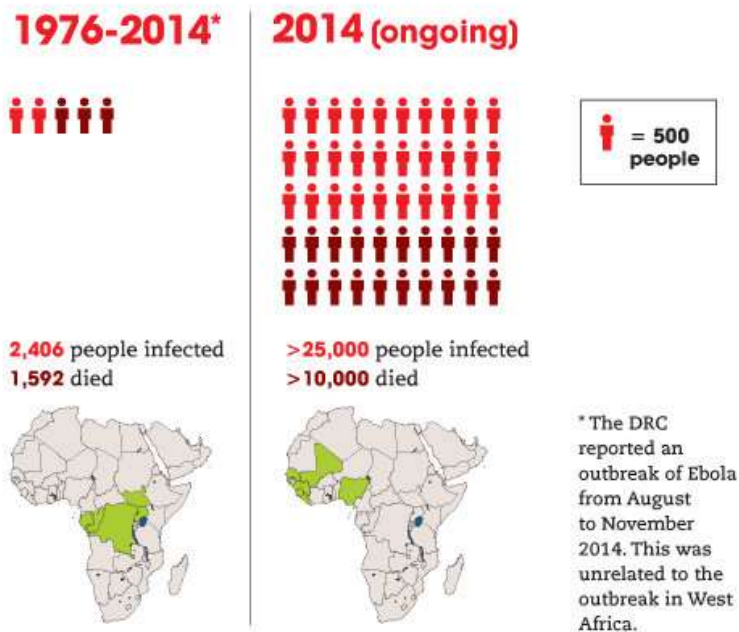 1976-2014*
2014 (ongoing)
= 500
people
2,406 people infected
1,592 died
>25,000 people infected
>10,000 died
* The DRC
reported an
outbreak of Ebola
from August
to November
2014. This was
unrelated to the
outbreak in West
Africa.